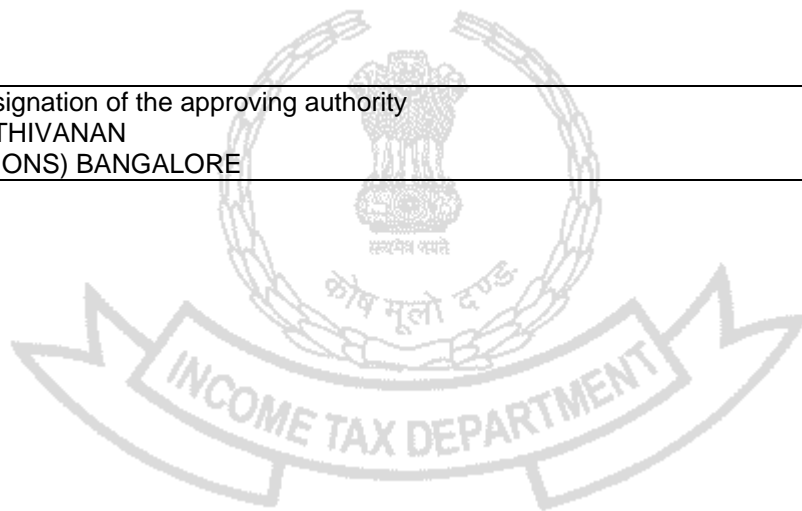 signation of the approving authority
THIVANAN
ONS) BANGALORE
सत्यमेव जयते
कोष मूलो दण्डः
INCOME TAX DEPARTMENT